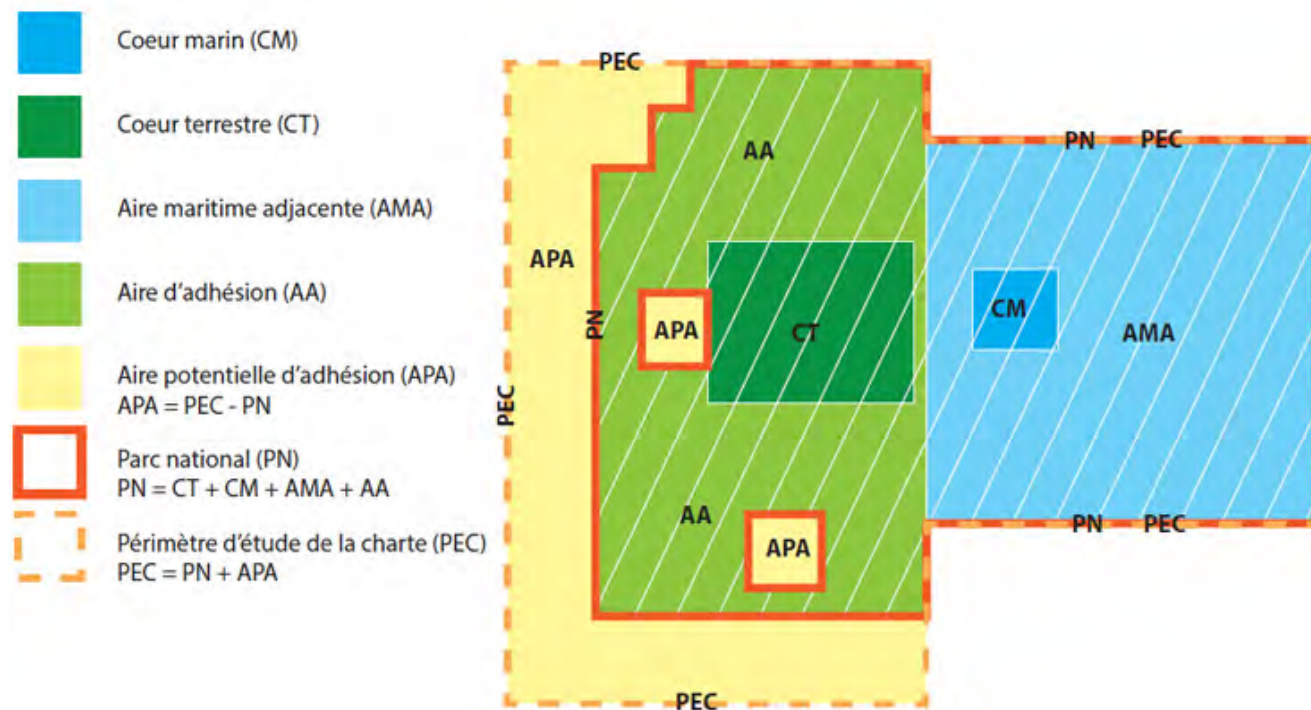 Coeur marin (CM)
Coeur terrestre (CT)
Aire maritime adjacente (AMA)
Aire d'adhésion (AA)
Aire potentielle d'adhésion (APA)
APA = PEC - PN
Parc national (PN)
PN = CT + CM + AMA + AA
Périmètre d'étude de la charte (PEC)
PEC = PN + APA
PEC
AA
PN PEC
APA
PN
APA
CT
CM
AMA
PEC
AA
APA
PN PEC
PEC